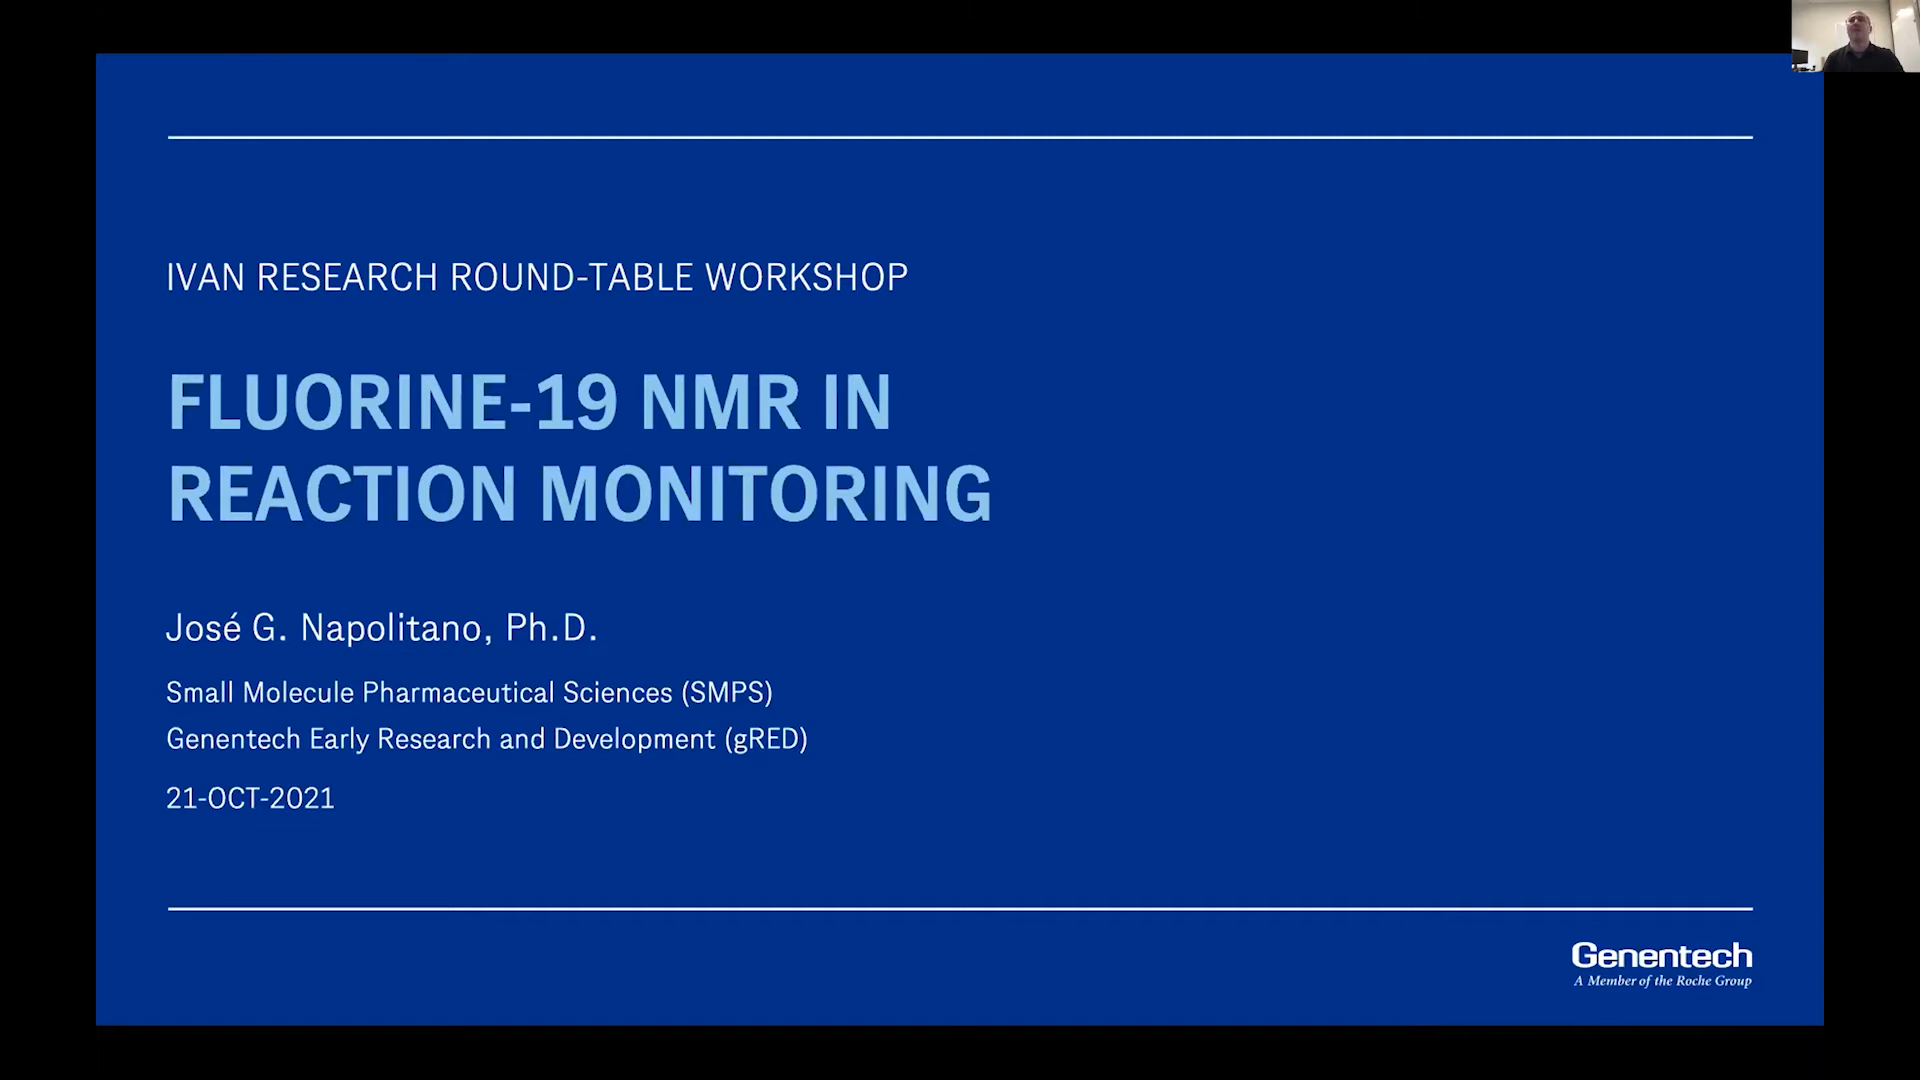 IVAN RESEARCH ROUND-TABLE WORKSHOP
FLUORINE-19 NMR IN
REACTION MONITORING
José G. Napolitano, Ph.D.
Small Molecule Pharmaceutical Sciences (SMPS)
Genentech Early Research and Development (gRED)
21-OCT-2021
Genentech
A Member of the Roche Group